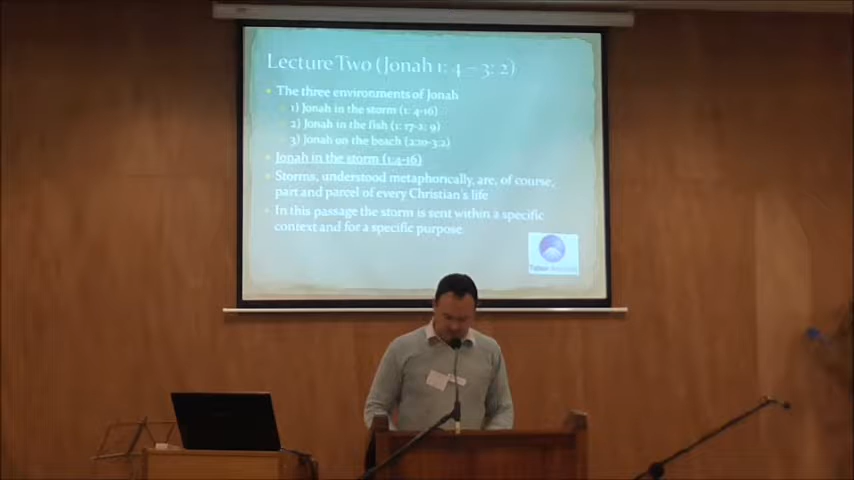 Lecture Two (Jonah 1: 4 – 3: 2)
The three environments of Jonah
1) Jonah in the storm (1: 4-16)
2) Jonah in the fish (1: 17-2: 9)
3) Jonah on the beach (2:10-3:2)
Jonah in the storm (1:4-16)
Storms, understood metaphorically, are, of course,
part and parcel of every Christian's life
In this passage the storm is sent within a specific
context and for a specific purpose.